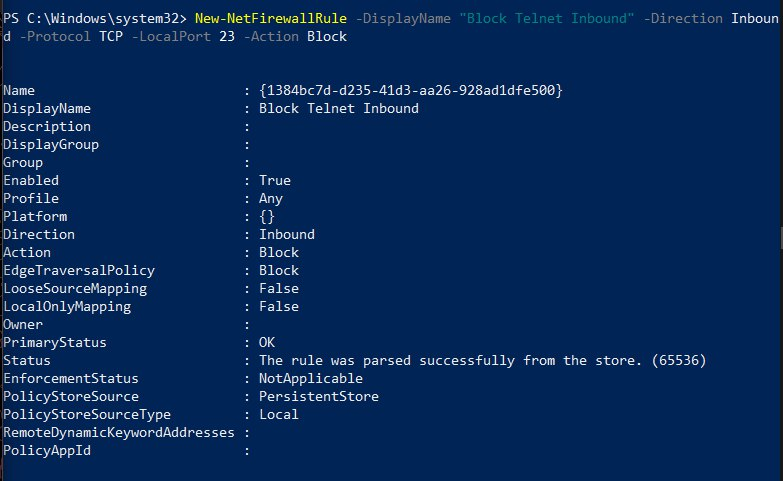 PS C:\Windows\system32> New-NetFirewallRule -DisplayName "Block Telnet Inbound" -Direction Inboun
d -Protocol TCP -LocalPort 23 -Action Block
Name                          : {1384bc7d-d235-41d3-aa26-928ad1dfe500}
DisplayName                   : Block Telnet Inbound
Description                   :
DisplayGroup                  :
Group                         :
Enabled                       : True
Profile                       : Any
Platform                      : {}
Direction                     : Inbound
Action                        : Block
EdgeTraversalPolicy           : Block
LooseSourceMapping            : False
LocalOnlyMapping              : False
Owner                         :
PrimaryStatus                 : OK
Status                        : The rule was parsed successfully from the store. (65536)
EnforcementStatus             : NotApplicable
PolicyStoreSource             : PersistentStore
PolicyStoreSourceType         : Local
RemoteDynamicKeywordAddresses :
PolicyAppId                   :